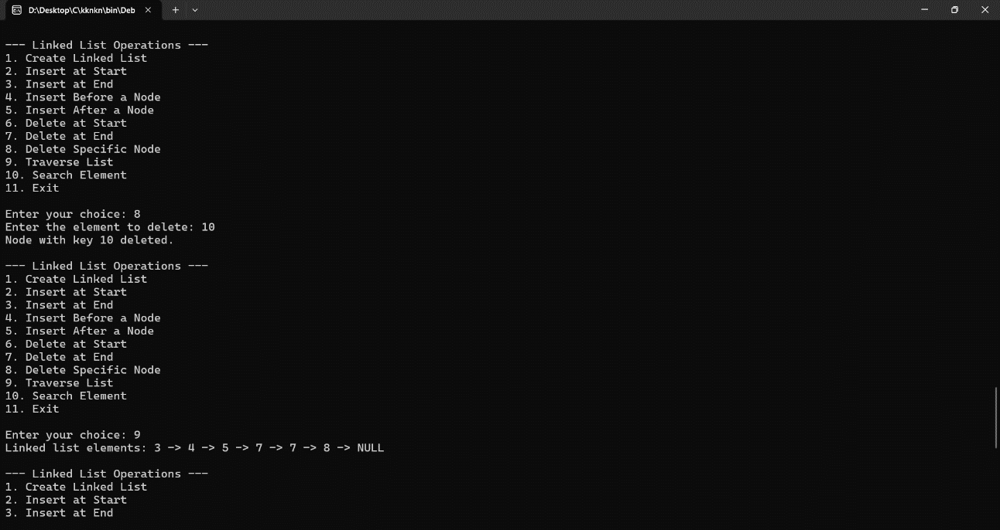 D:\Desktop\C\kknkn\bin\Deb
--- Linked List Operations ---
1. Create Linked List
2. Insert at Start
3. Insert at End
4. Insert Before a Node
5. Insert After a Node
6. Delete at Start
7. Delete at End
8. Delete Specific Node
9. Traverse List
10. Search Element
11. Exit
Enter your choice: 8
Enter the element to delete: 10
Node with key 10 deleted.
--- Linked List Operations ---
1. Create Linked List
2. Insert at Start
3. Insert at End
4. Insert Before a Node
5. Insert After a Node
6. Delete at Start
7. Delete at End
8. Delete Specific Node
9. Traverse List
10. Search Element
11. Exit
Enter your choice: 9
Linked list elements: 3 -> 4 -> 5 -> 7 -> 7 -> 8 -> NULL
--- Linked List Operations ---
1. Create Linked List
2. Insert at Start
3. Insert at End